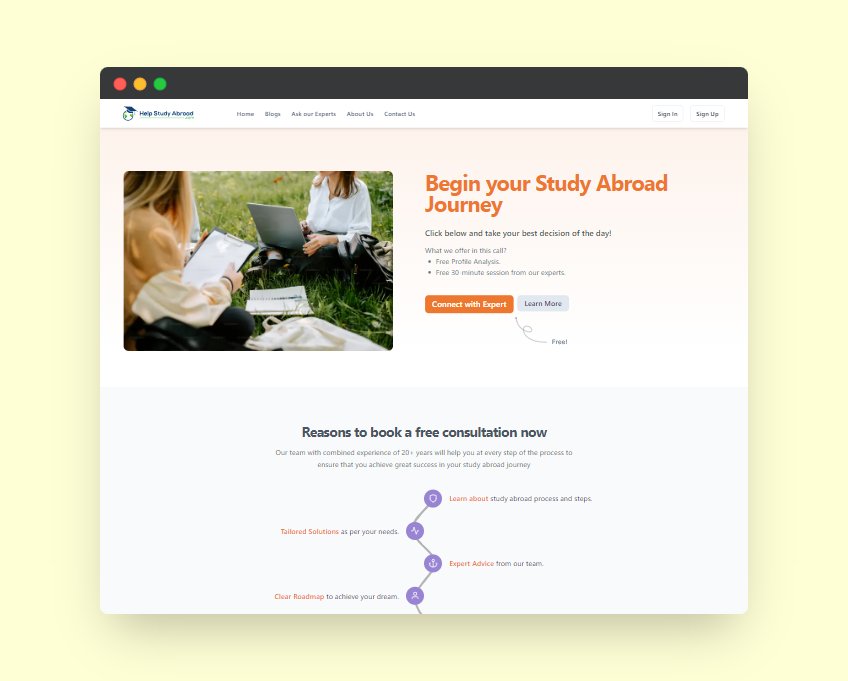 Help Study Abroad
Home Blogs Ask our Experts About Us Contact Us Sign In Sign Up
Begin your Study Abroad
Journey
Click below and take your best decision of the day!
What we offer in this call?
Free Profile Analysis.
Free 30-minute session from our experts.
Connect with Expert Learn More
Free!
Reasons to book a free consultation now
Our team with combined experience of 20+ years will help you at every step of the process to
ensure that you achieve great success in your study abroad journey
Learn about study abroad process and steps.
Tailored Solutions as per your needs.
Expert Advice from our team.
Clear Roadmap to achieve your dream.